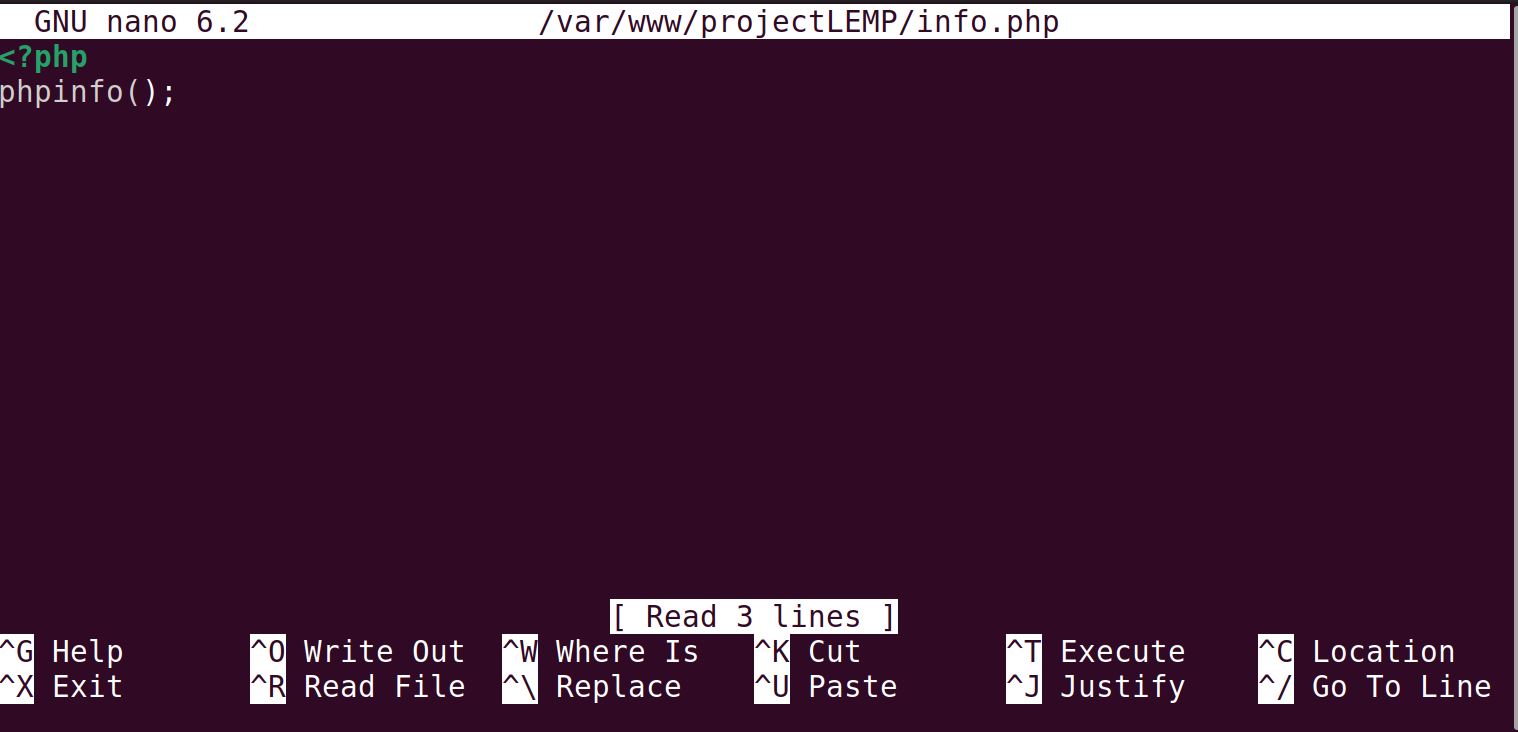 GNU nano 6.2 /var/www/projectLEMP/info.php
<?php
phpinfo();
[ Read 3 lines ]
^G Help ^O Write Out ^W Where Is ^K Cut ^T Execute ^C Location
^X Exit ^R Read File ^\ Replace ^U Paste ^J Justify ^/ Go To Line